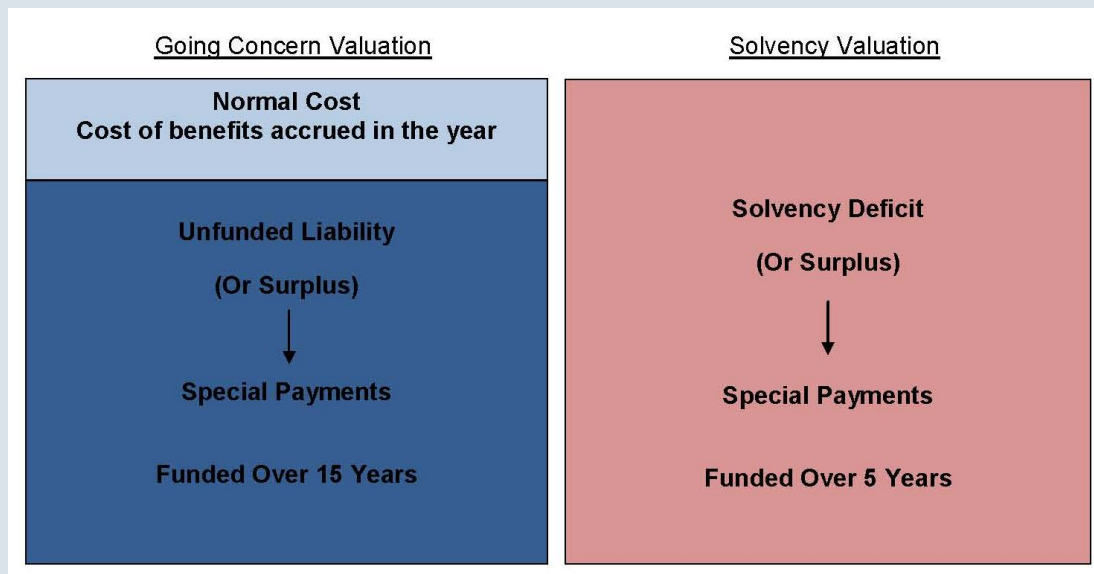 Going Concern Valuation
Normal Cost
Cost of benefits accrued in the year
Unfunded Liability
(Or Surplus)
Special Payments
Funded Over 15 Years
Solvency Valuation
Solvency Deficit
(Or Surplus)
Special Payments
Funded Over 5 Years